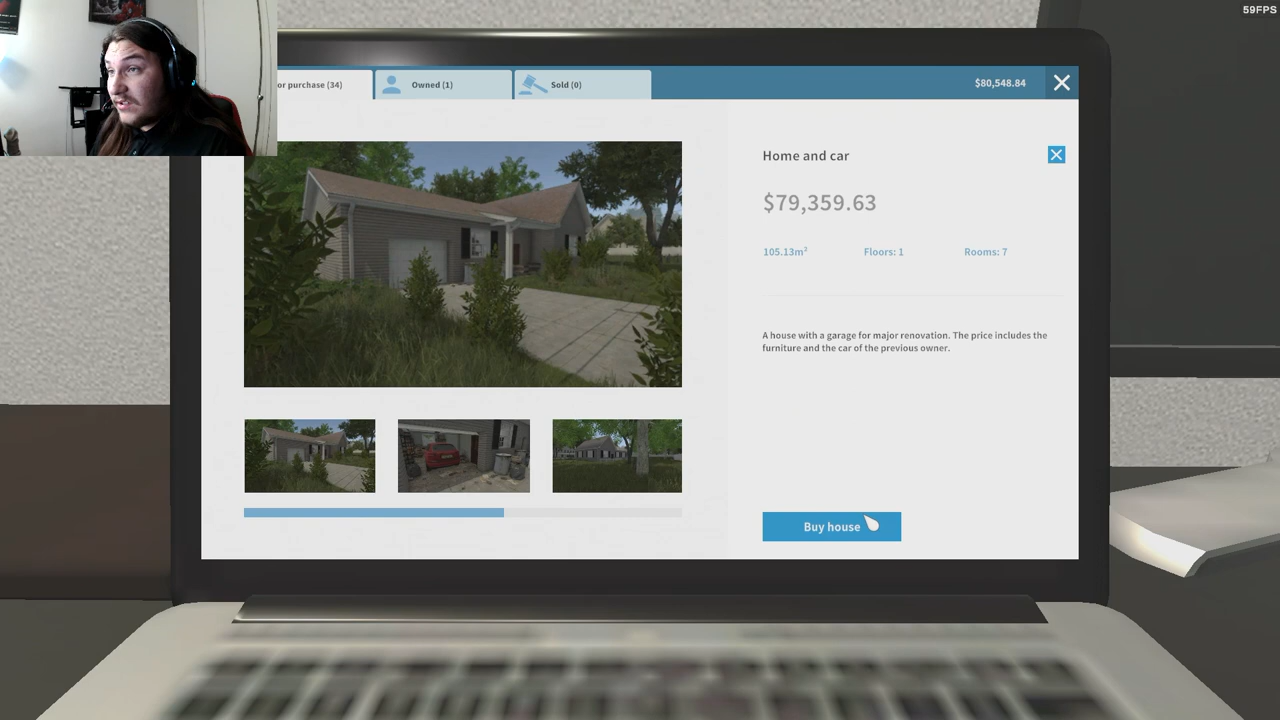 59FPS
or purchase (34)
Owned (1)
Sold (0)
$80,548.84
Home and car
$79,359.63
105.13m²
Floors: 1
Rooms: 7
A house with a garage for major renovation. The price includes the
furniture and the car of the previous owner.
Buy house